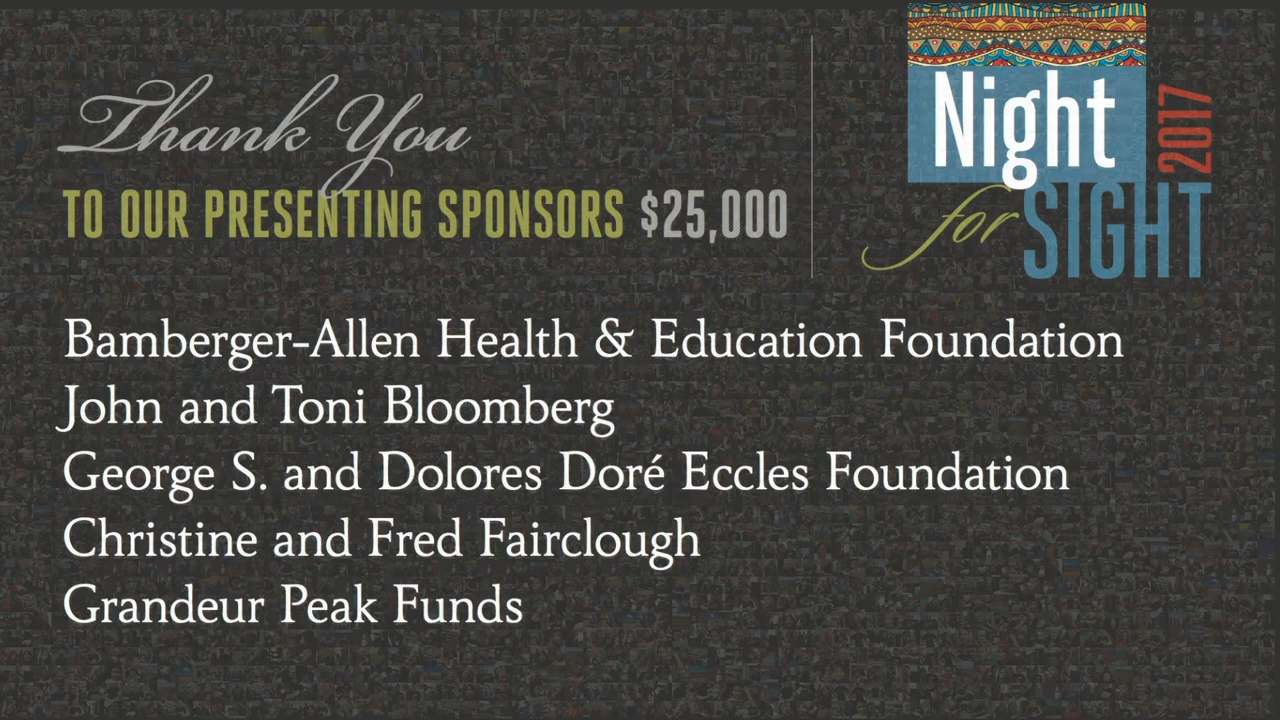 Thank You
TO OUR PRESENTING SPONSORS $25,000
Night
for SIGHT
2017
Bamberger-Allen Health & Education Foundation
John and Toni Bloomberg
George S. and Dolores Doré Eccles Foundation
Christine and Fred Fairclough
Grandeur Peak Funds